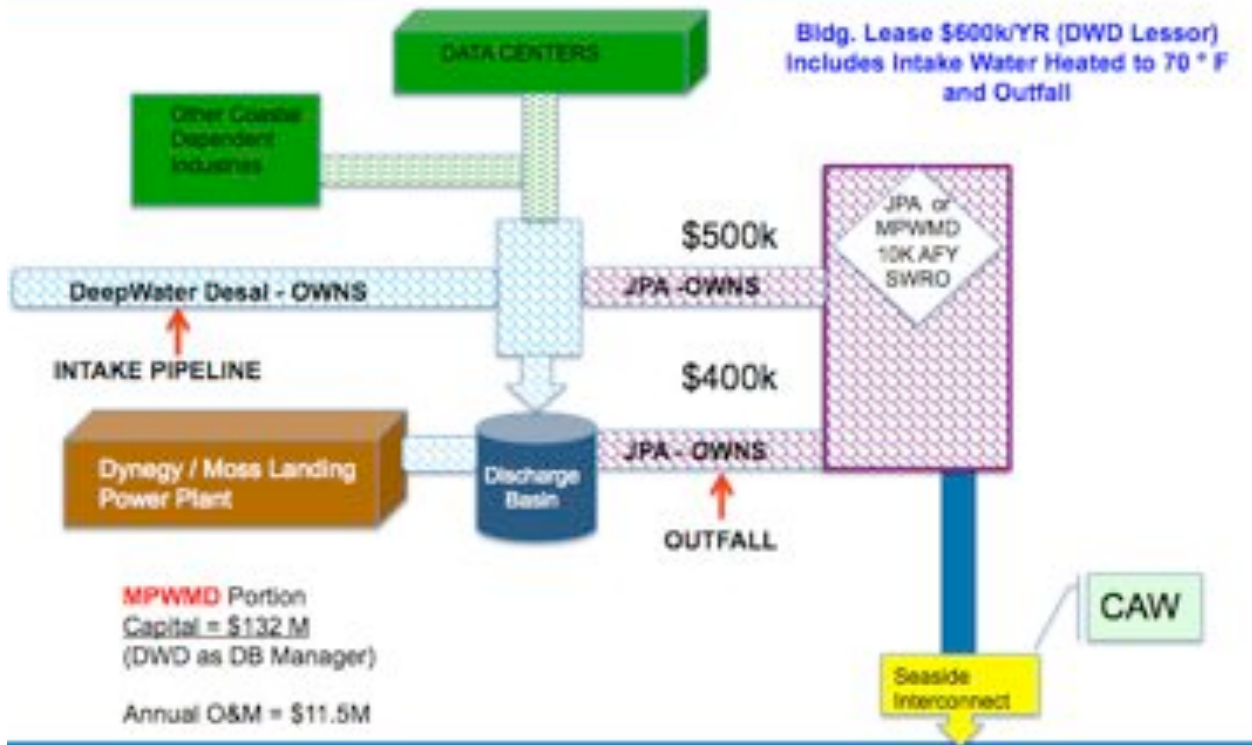 DATA CENTERS
Bldg. Lease $600k/YR (DWD Lessor)
Includes Intake Water Heated to 70 ° F
and Outfall
Other Coastal
Dependent
Industries
$500k
JPA or
MPWMD
10K AFY
SWRO
DeepWater Desal - OWNS
JPA -OWNS
INTAKE PIPELINE
$400k
Dynegy / Moss Landing
Power Plant
Discharge
Basin
JPA - OWNS
OUTFALL
MPWMD Portion
Capital = $132 M
(DWD as DB Manager)
Annual O&M = $11.5M
CAW
Seaside
Interconnect